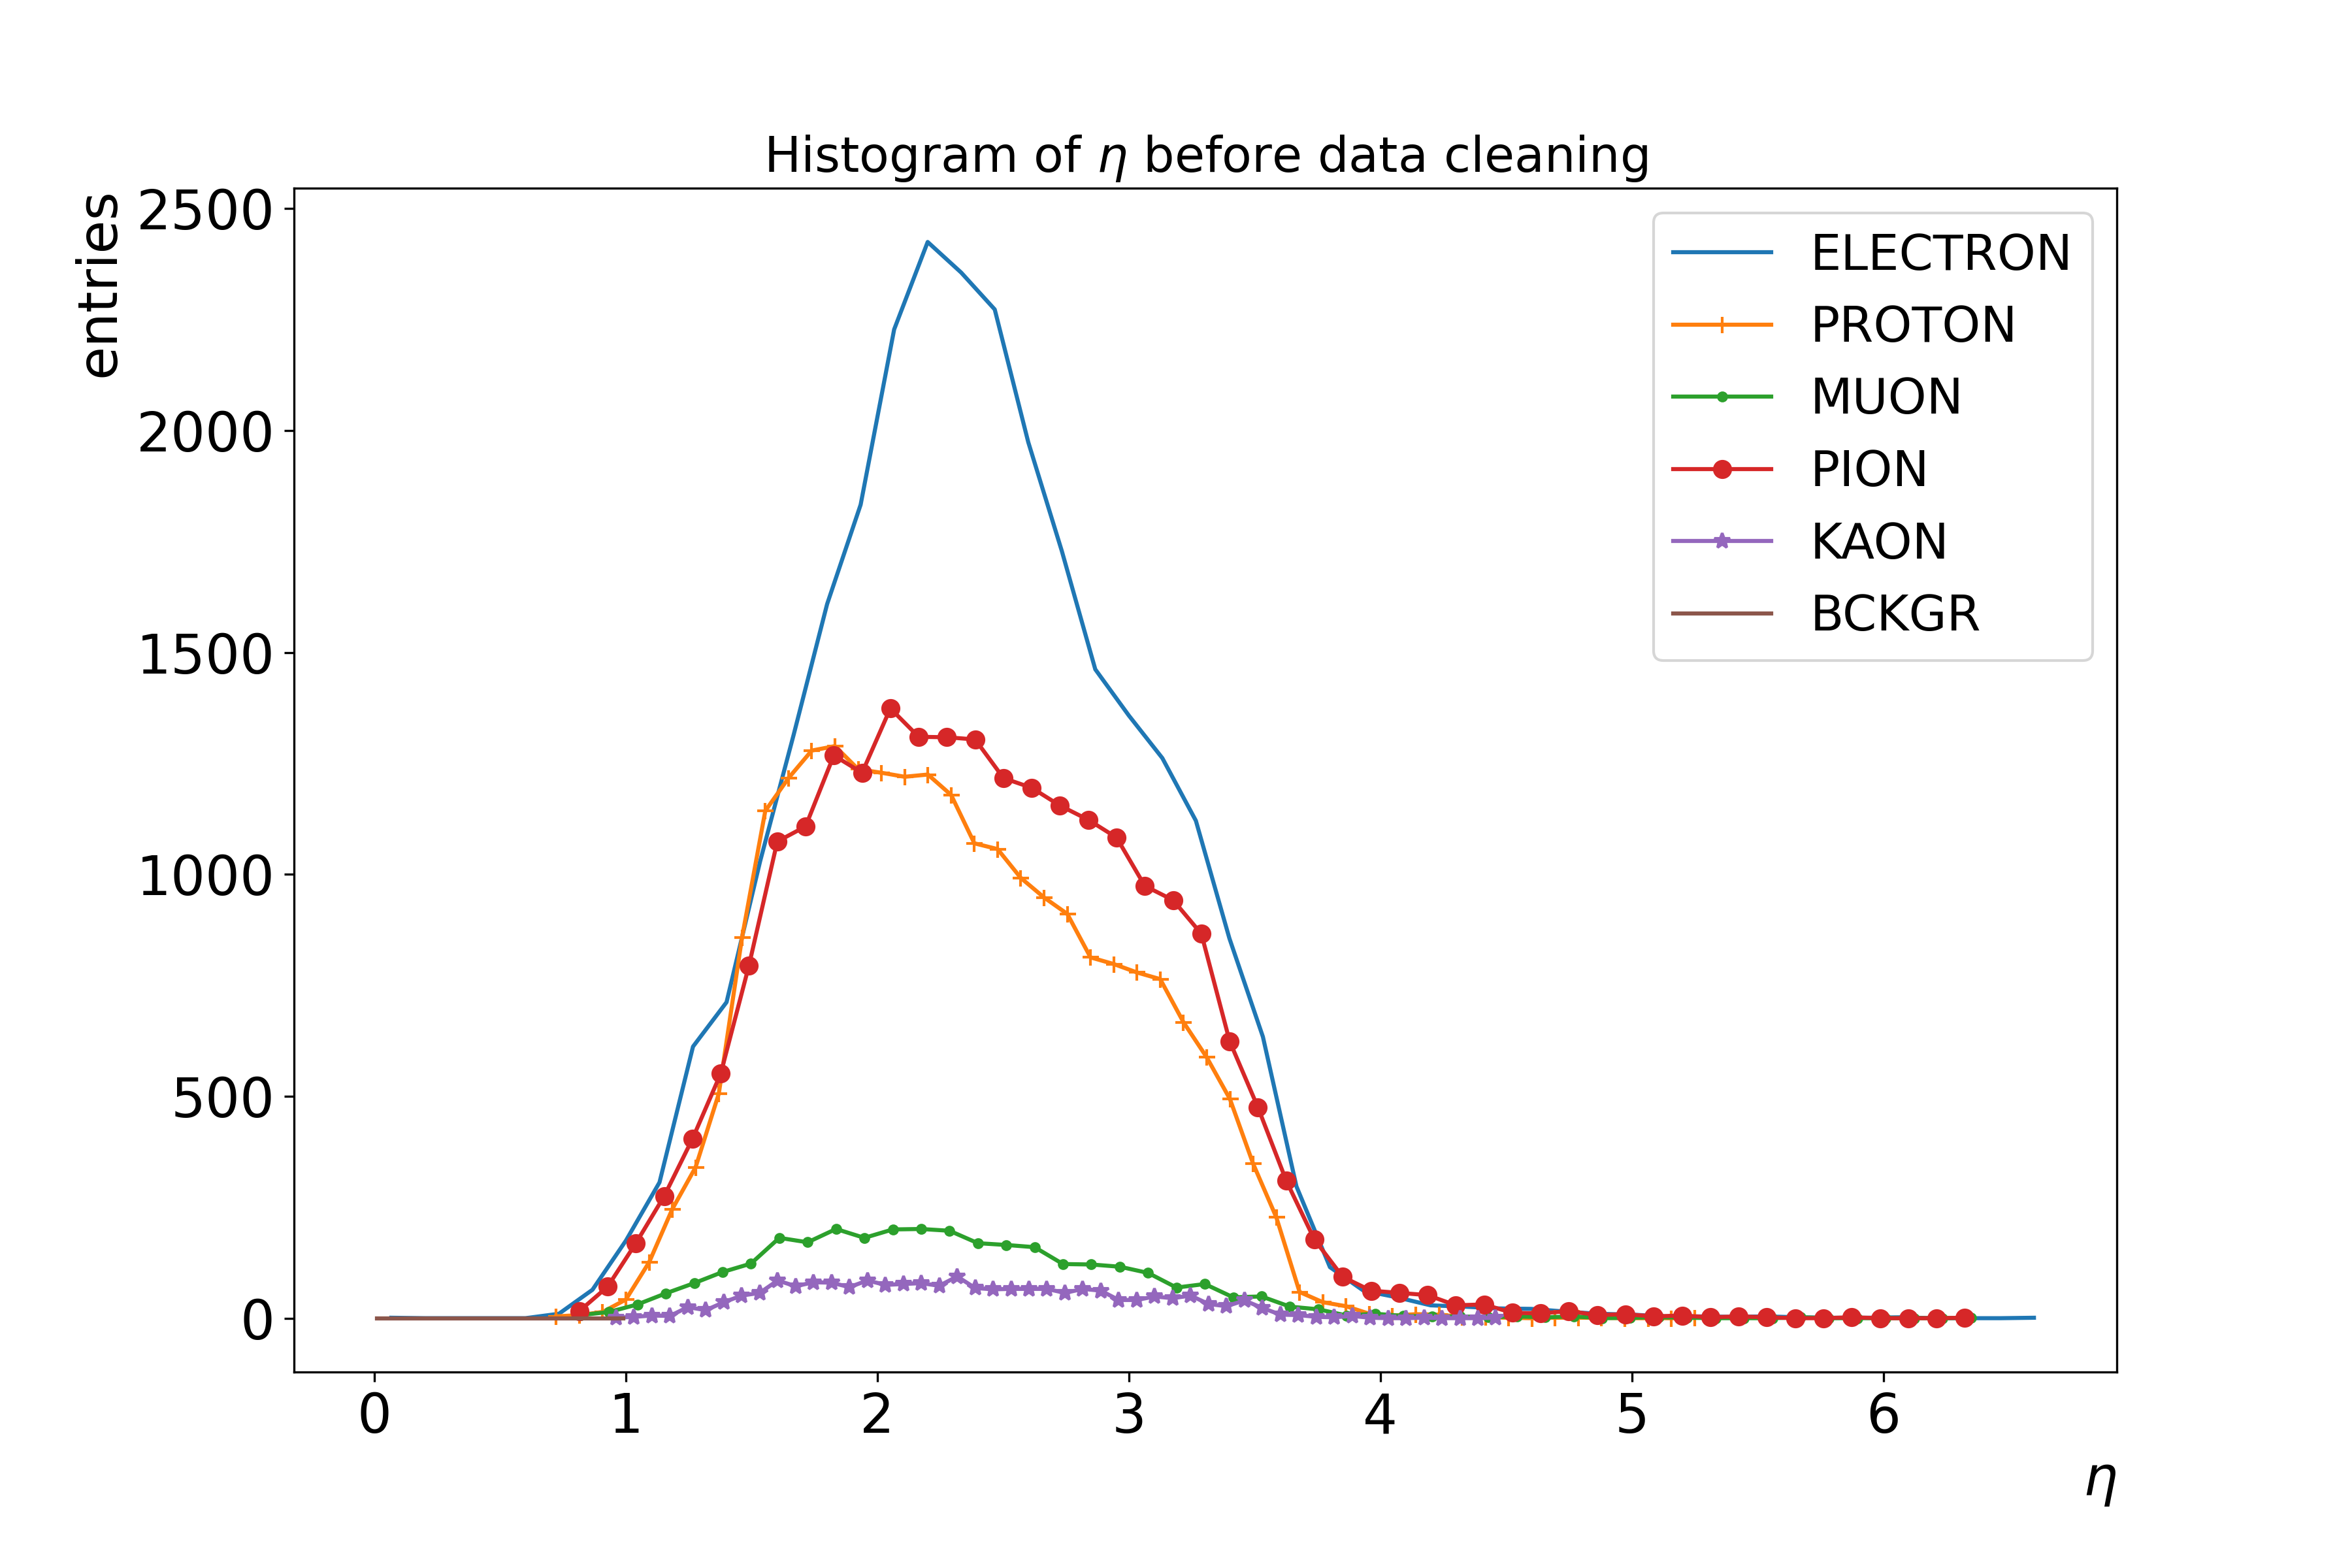 Histogram of η before data cleaning
entries
2500
2000
1500
1000
500
0
ELECTRON
PROTON
MUON
PION
KAON
BCKGR
0 1 2 3 4 5 6
η